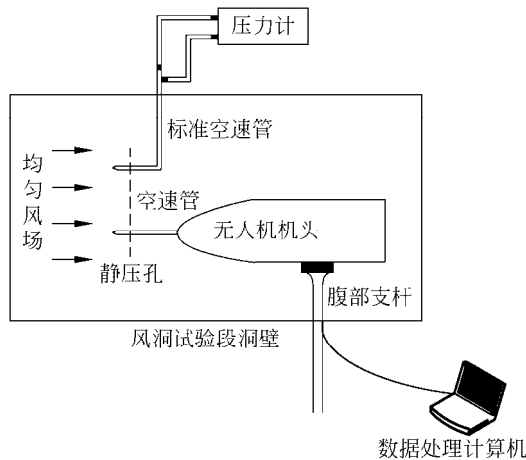 压力计
标准空速管
均匀风场
空速管
无人机机头
静压孔
腹部支杆
风洞试验段洞壁
数据处理计算机